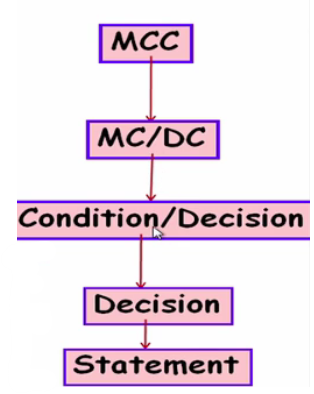 MCC
MC/DC
Condition/Decision
Decision
Statement